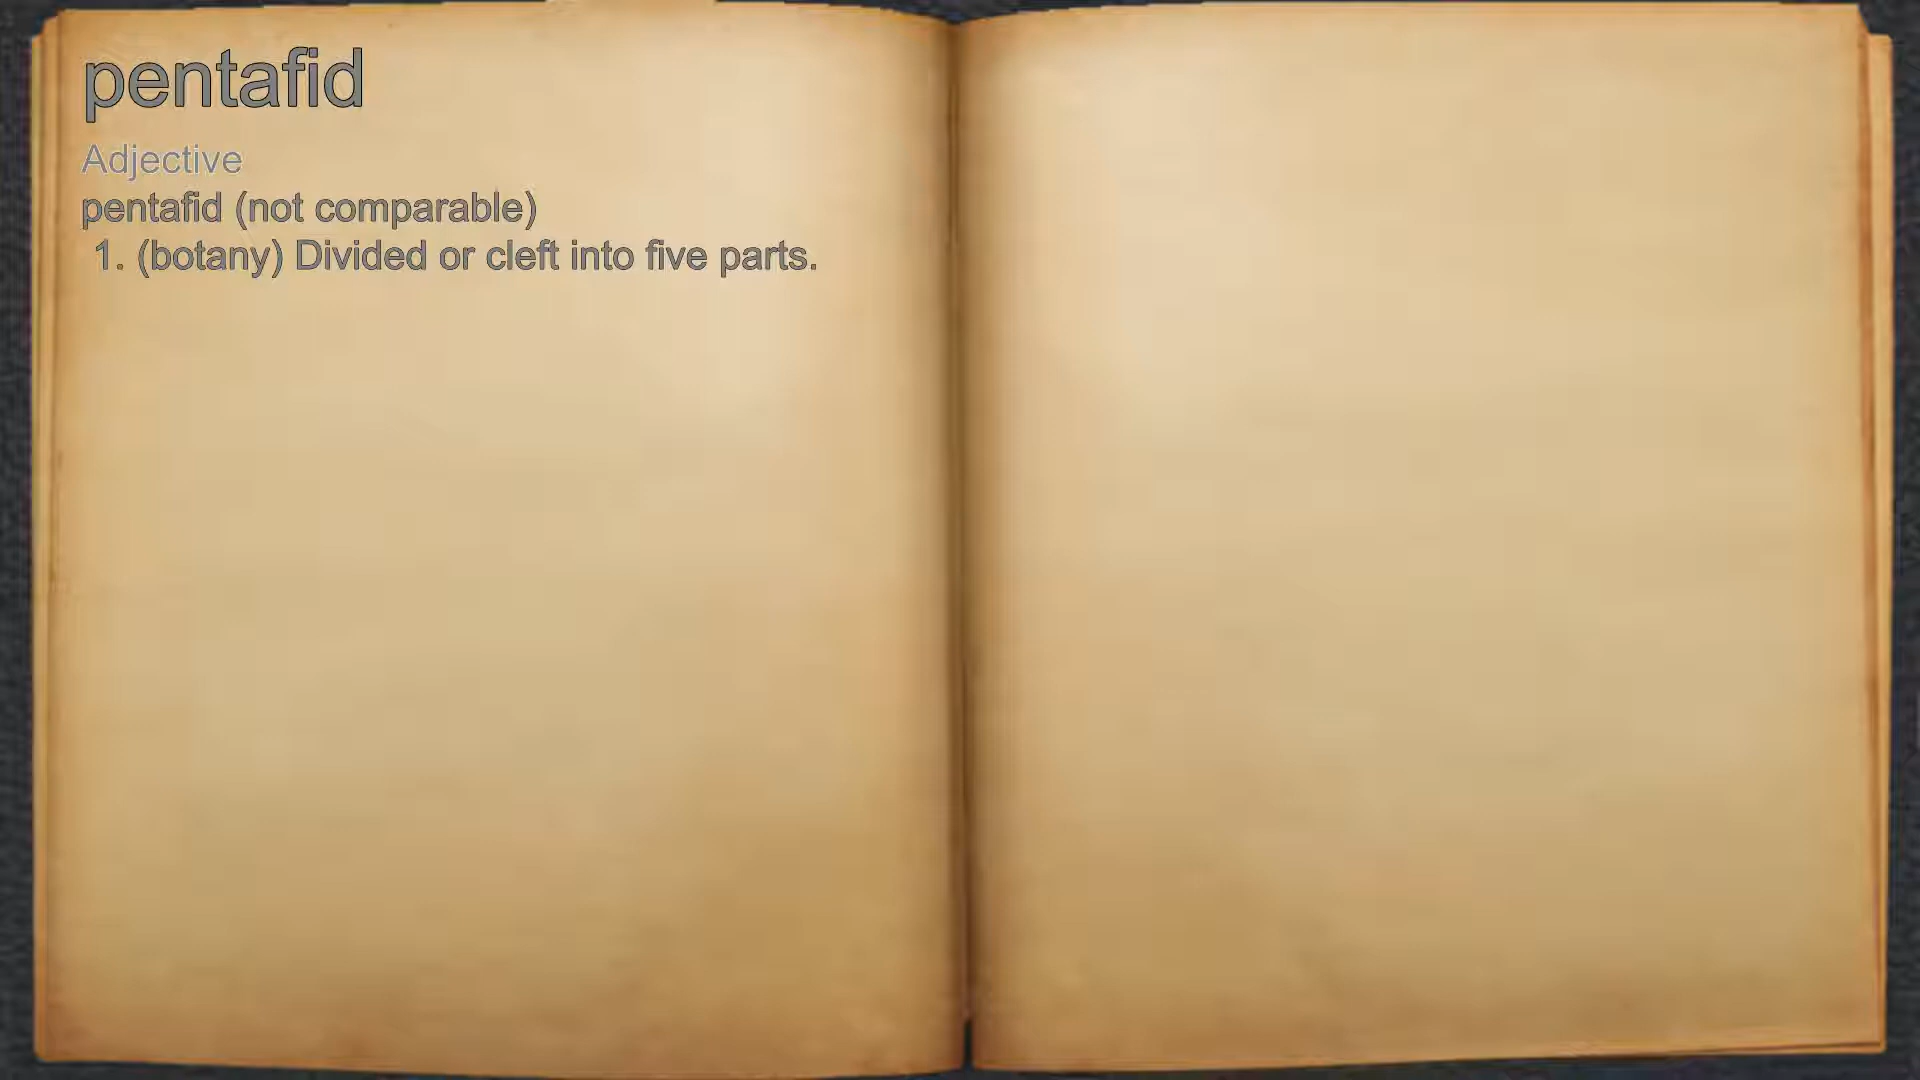 pentafid
Adjective
pentafid (not comparable)
1. (botany) Divided or cleft into five parts.